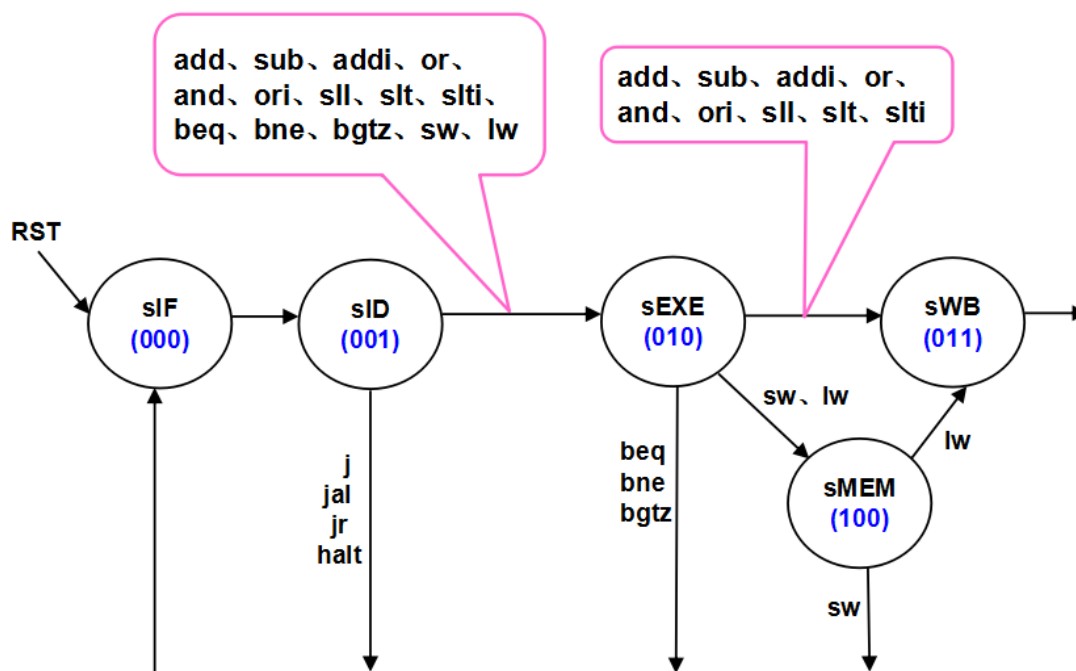 add、sub、addi、or、
and、ori、sll、slt、slti、
beq、bne、bgtz、sw、lw
add、sub、addi、or、
and、ori、sll、slt、slti
RST
sIF
(000)
sID
(001)
sEXE
(010)
sWB
(011)
sw、lw
lw
j
jal
jr
halt
beq
bne
bgtz
sMEM
(100)
sw